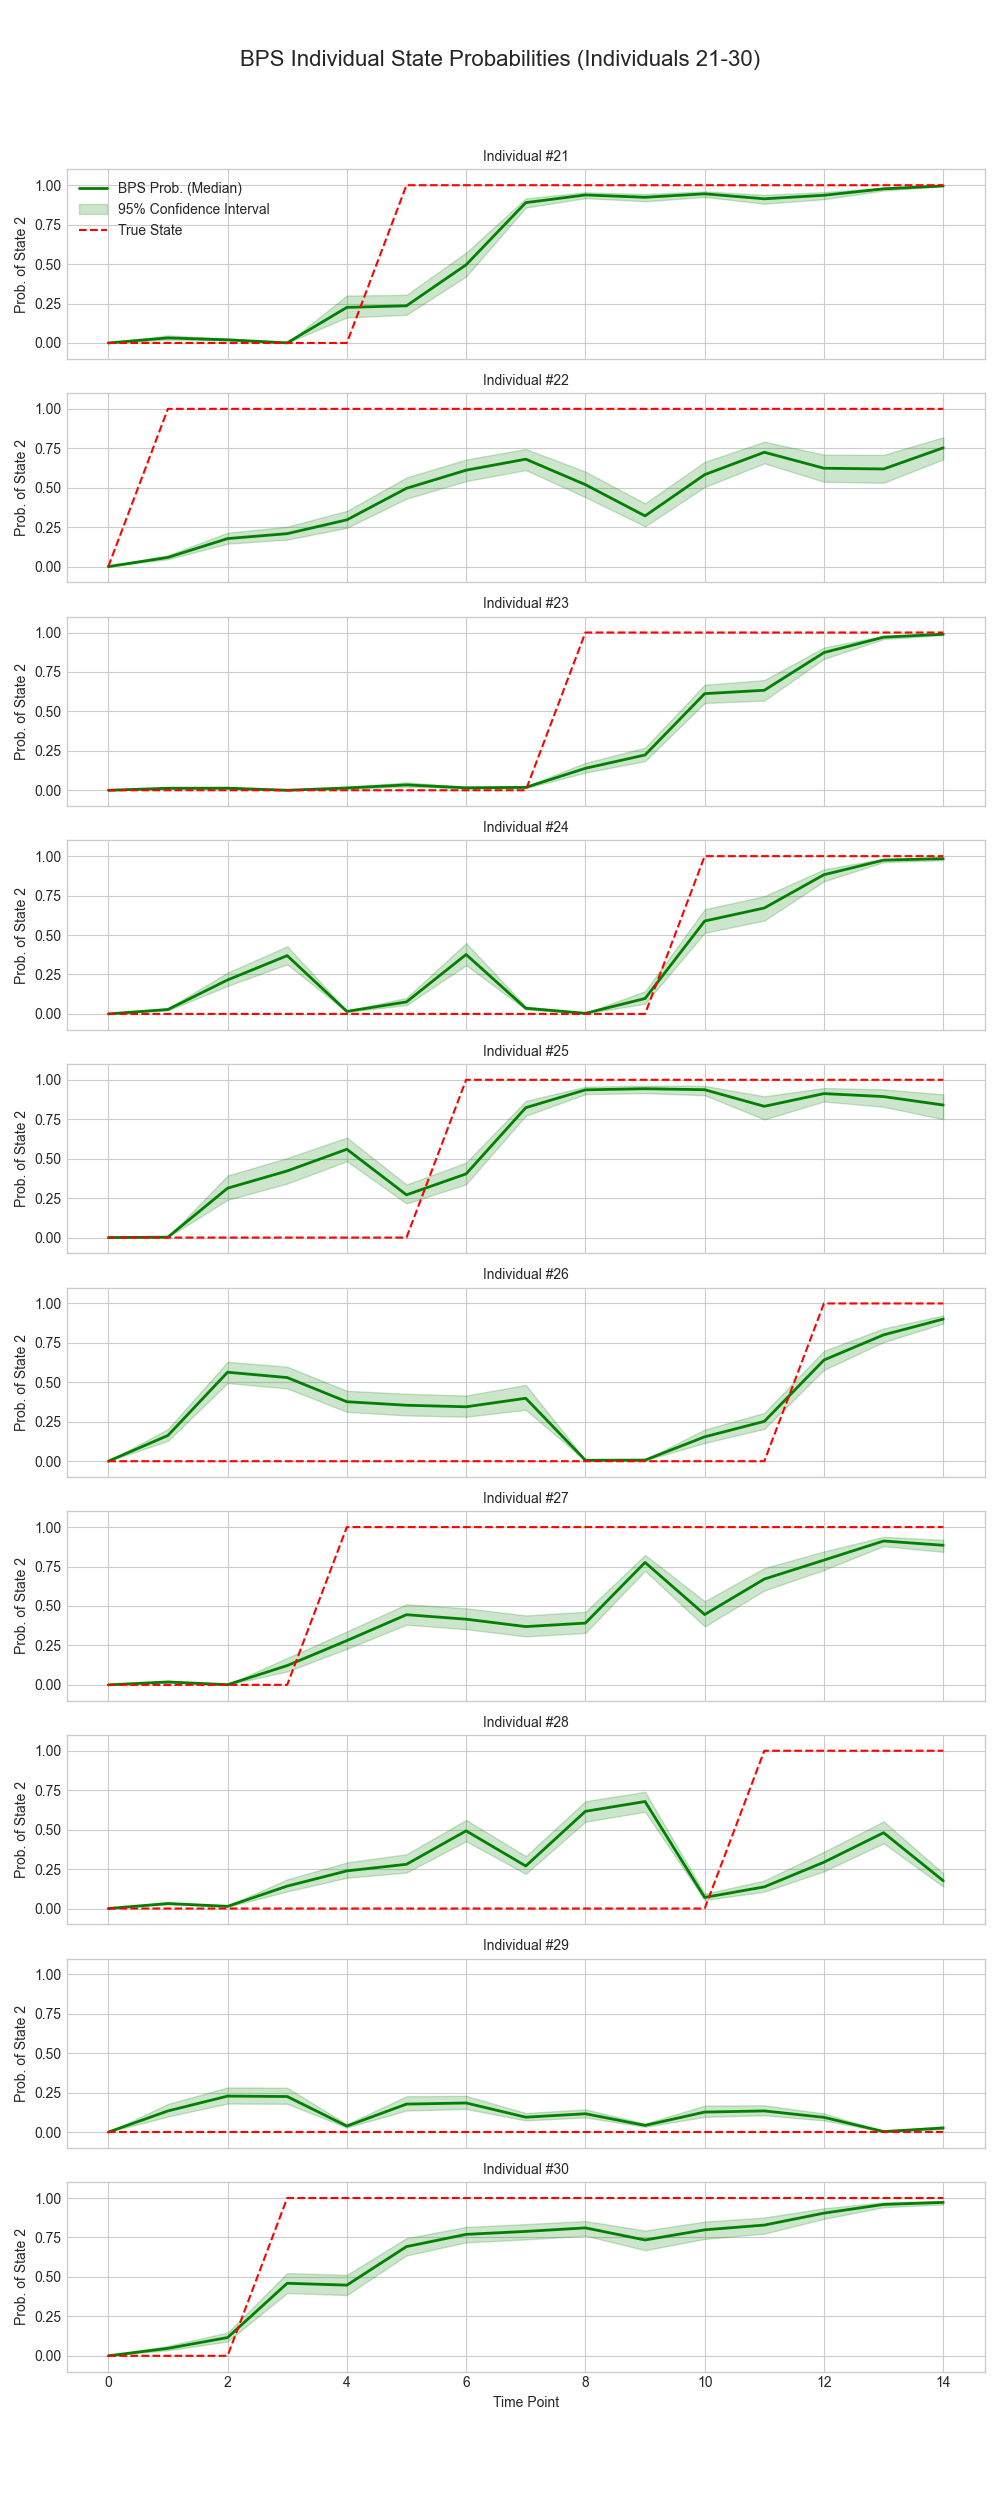 BPS Individual State Probabilities (Individuals 21-30)
Individual #21
BPS Prob. (Median)
95% Confidence Interval
True State
Prob. of State 2
1.00
0.75
0.50
0.25
0.00
Individual #22
Prob. of State 2
1.00
0.75
0.50
0.25
0.00
Individual #23
Prob. of State 2
1.00
0.75
0.50
0.25
0.00
Individual #24
Prob. of State 2
1.00
0.75
0.50
0.25
0.00
Individual #25
Prob. of State 2
1.00
0.75
0.50
0.25
0.00
Individual #26
Prob. of State 2
1.00
0.75
0.50
0.25
0.00
Individual #27
Prob. of State 2
1.00
0.75
0.50
0.25
0.00
Individual #28
Prob. of State 2
1.00
0.75
0.50
0.25
0.00
Individual #29
Prob. of State 2
1.00
0.75
0.50
0.25
0.00
Individual #30
Prob. of State 2
1.00
0.75
0.50
0.25
0.00
0 2 4 6 8 10 12 14
Time Point